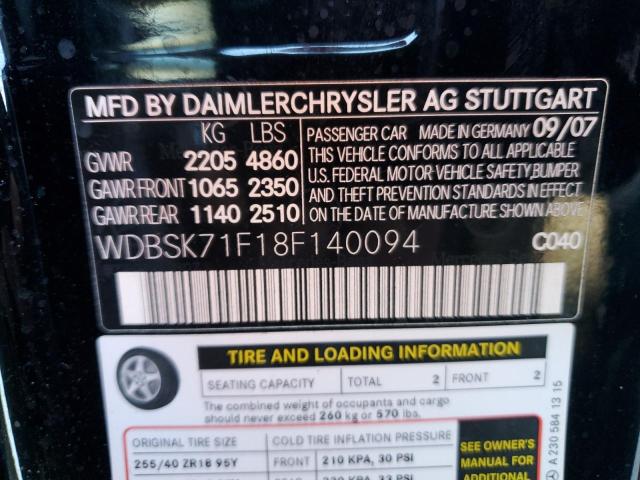 MFD BY DAIMLERCHRYSLER AG STUTTGART
KG LBS
GVWR 2205 4860
GAWR FRONT 1065 2350
GAWR REAR 1140 2510
PASSENGER CAR MADE IN GERMANY 09/07
THIS VEHICLE CONFORMS TO ALL APPLICABLE
U.S. FEDERAL MOTOR VEHICLE SAFETY,BUMPER
AND THEFT PREVENTION STANDARDS IN EFFECT
ON THE DATE OF MANUFACTURE SHOWN ABOVE
WDBSK71F18F140094 C040
TIRE AND LOADING INFORMATION
SEATING CAPACITY TOTAL 2 FRONT 2
The combined weight of occupants and cargo
should never exceed 260 kg or 570 lbs.
ORIGINAL TIRE SIZE COLD TIRE INFLATION PRESSURE
255/40 ZR18 95Y FRONT 210 KPA, 30 PSI
SEE OWNER'S
MANUAL FOR
ADDITIONAL
A 230 584 13 15